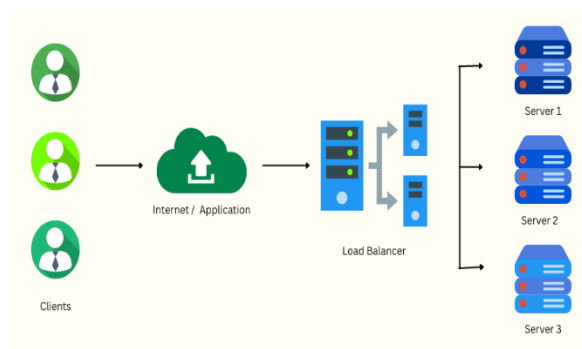 Clients
Internet / Application
Load Balancer
Server 1
Server 2
Server 3